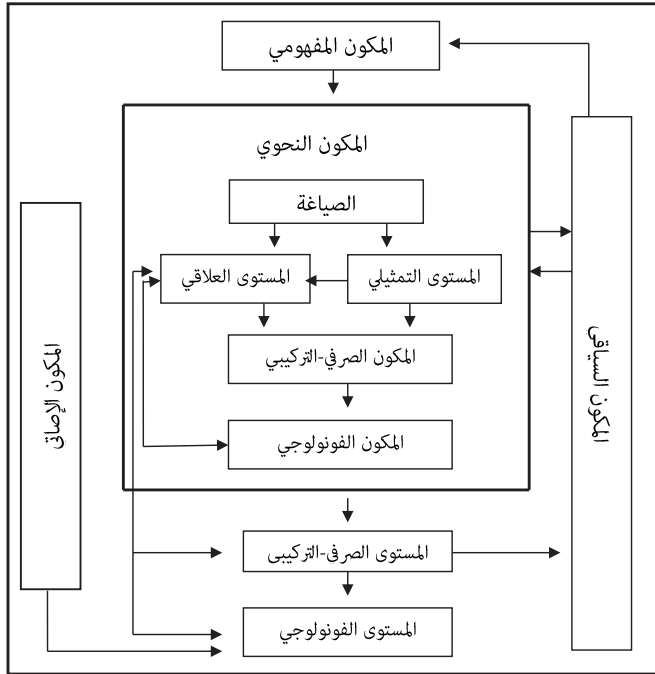 المكون المفهومي
المكون النحوي
الصياغة
المستوى التمثيلي
المستوى العلاقي
المكون الصرفي-التركيبي
المكون الفونولوجي
المكون السياقي
المكون الإصاتي
المستوى الصرفي-التركيبى
المستوى الفونولوجي